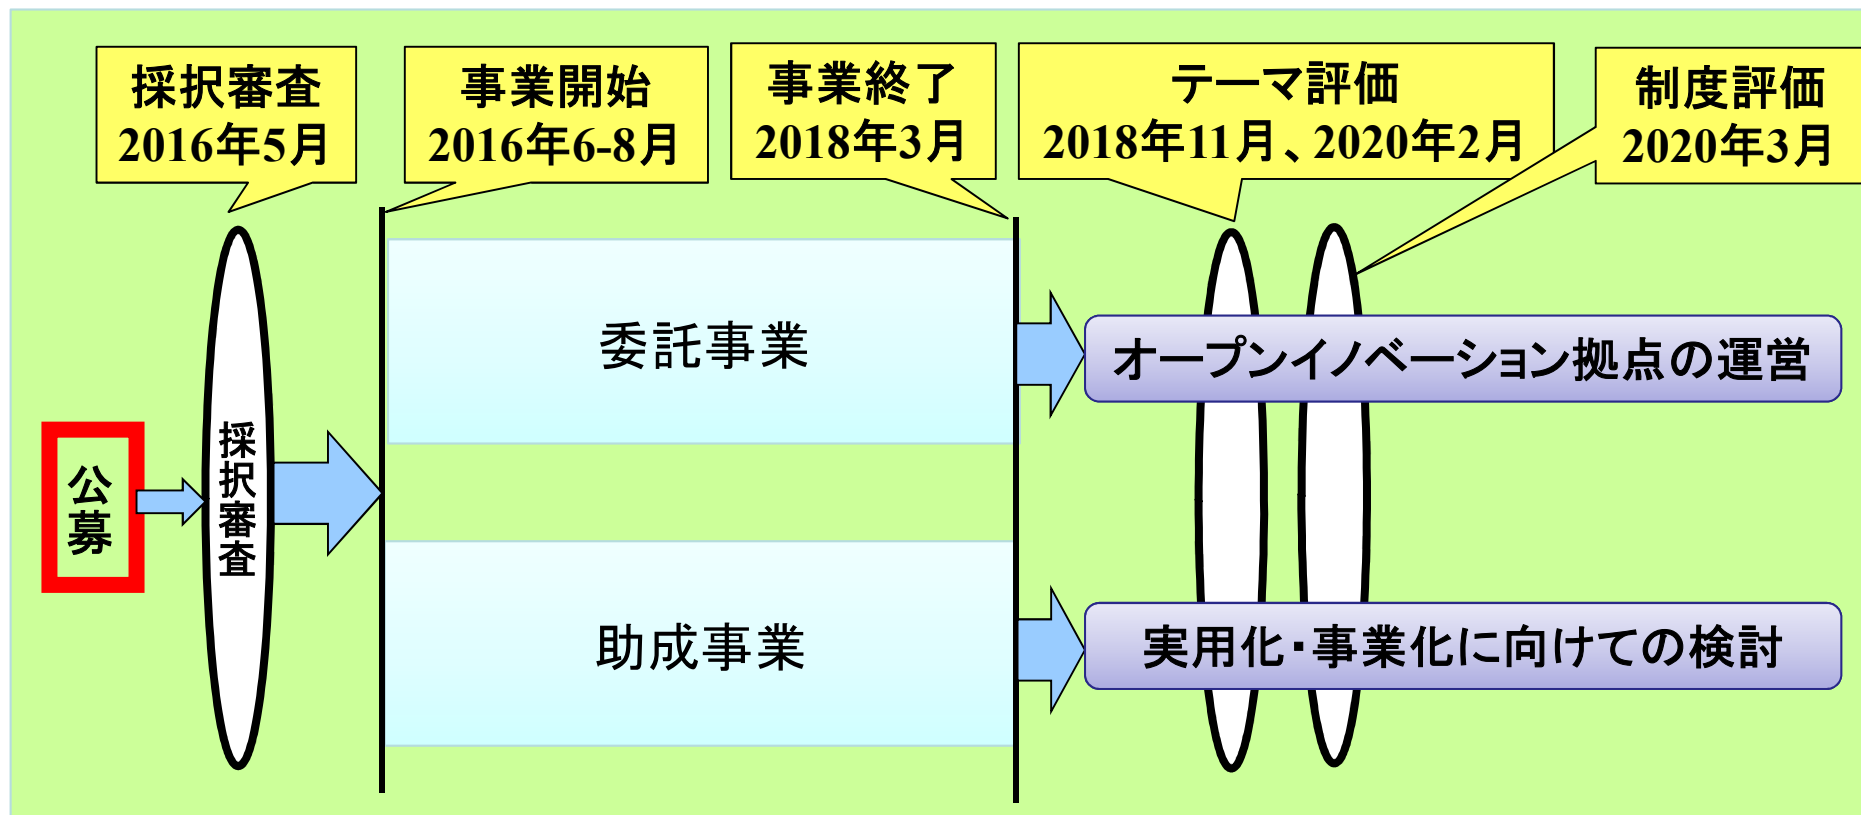 採択審査
2016年5月
事業開始
2016年6-8月
事業終了
2018年3月
テーマ評価
2018年11月、2020年2月
制度評価
2020年3月
公募
採択審査
委託事業
助成事業
オープンイノベーション拠点の運営
実用化・事業化に向けての検討